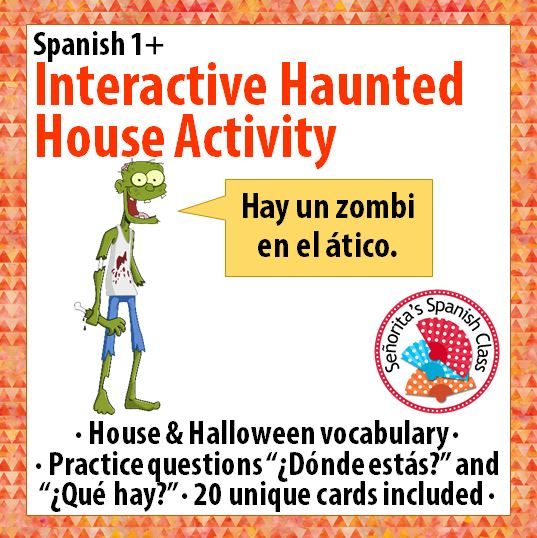 Spanish 1+
Interactive Haunted
House Activity
Hay un zombi
en el ático.
Señorita's Spanish Class
· House & Halloween vocabulary·
· Practice questions “¿Dónde estás?” and
“¿Qué hay?” · 20 unique cards included ·